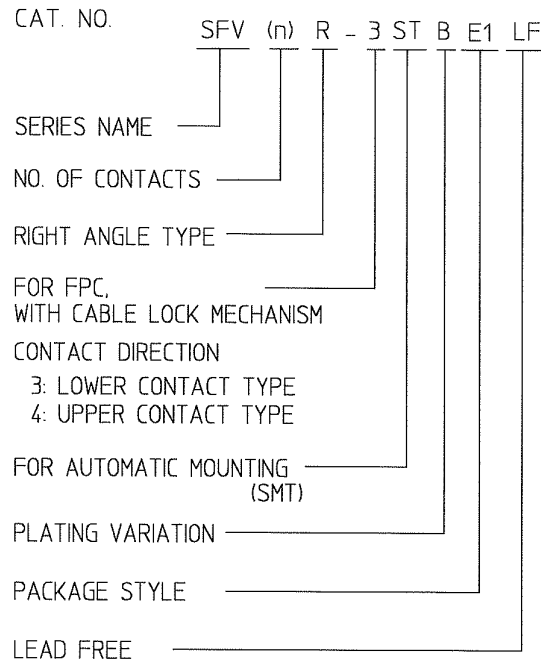 CAT. NO.
SFV (n) R - 3 ST B E1 LF
SERIES NAME
NO. OF CONTACTS
RIGHT ANGLE TYPE
FOR FPC,
WITH CABLE LOCK MECHANISM
CONTACT DIRECTION
3: LOWER CONTACT TYPE
4: UPPER CONTACT TYPE
FOR AUTOMATIC MOUNTING
(SMT)
PLATING VARIATION
PACKAGE STYLE
LEAD FREE